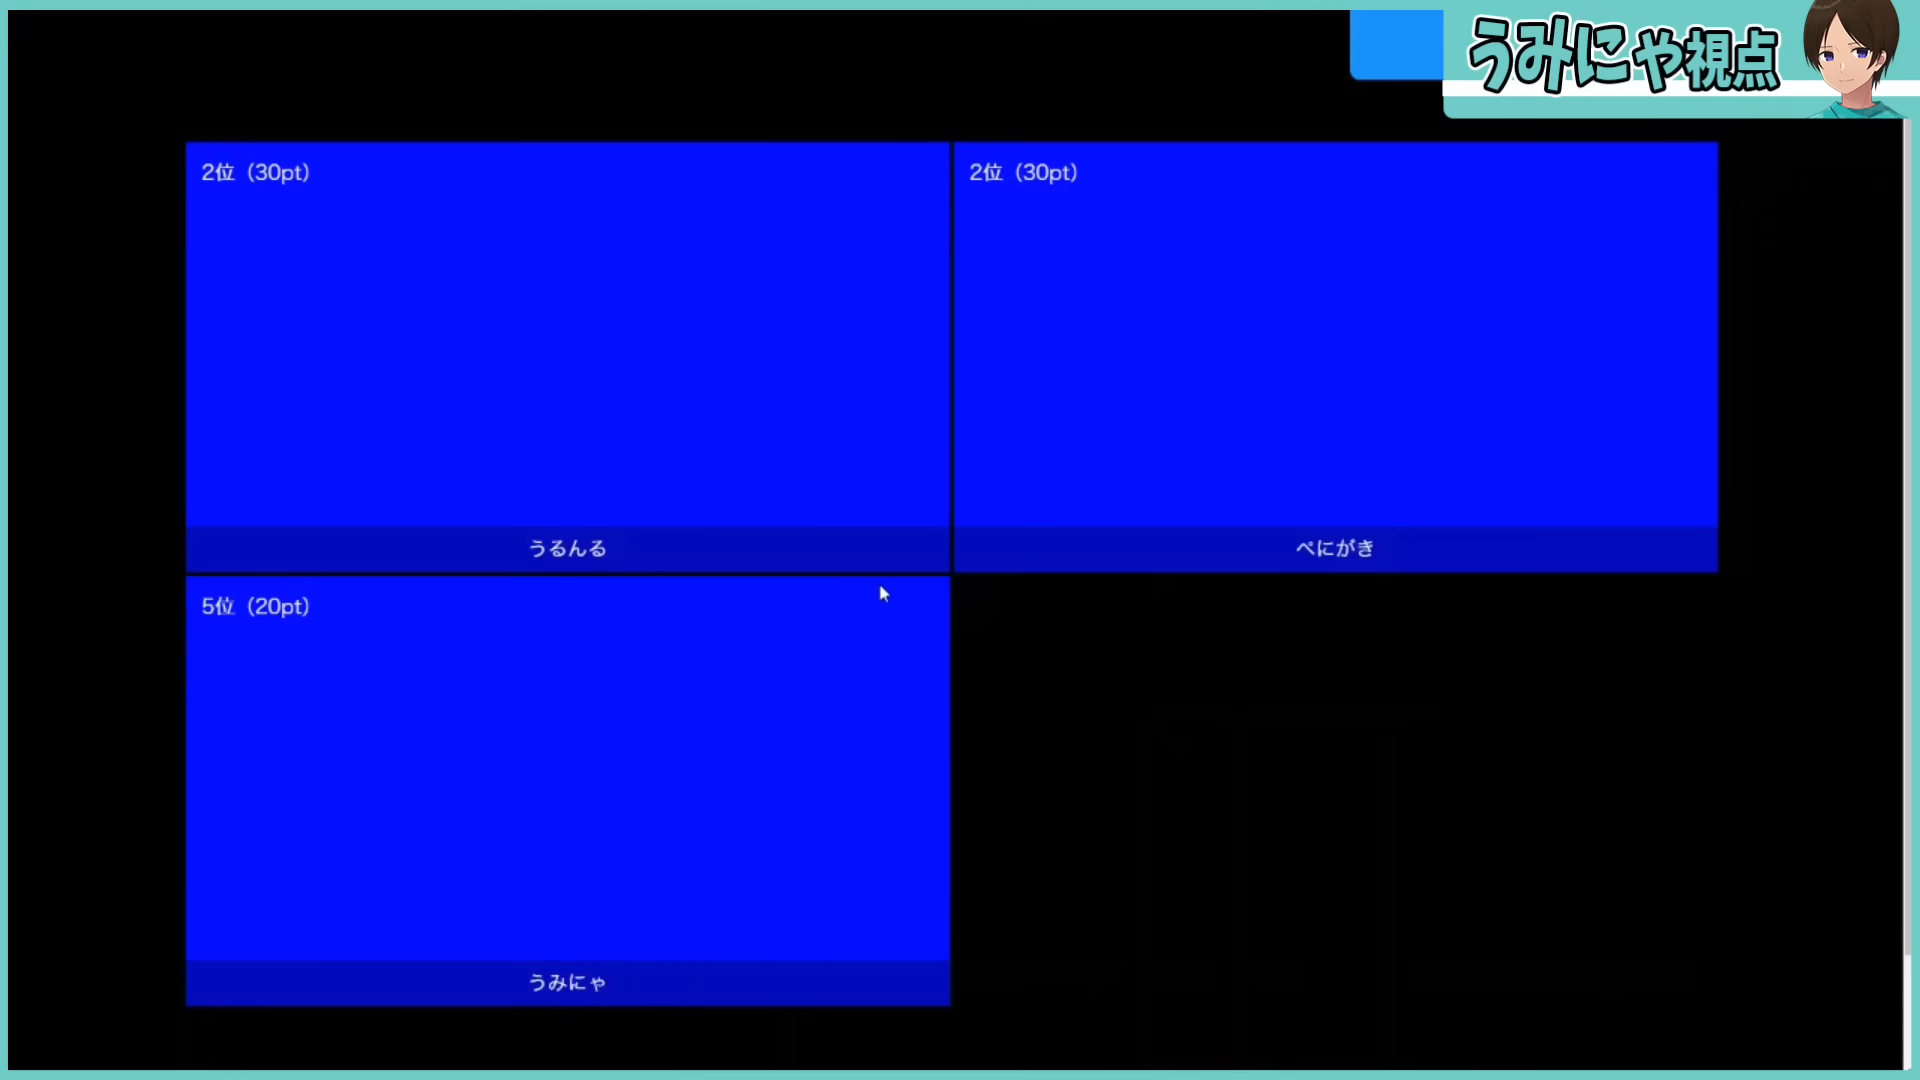 うみにゃ視点
2位（30pt）
2位（30pt）
うるんる
ぺにがき
5位（20pt）
うみにゃ